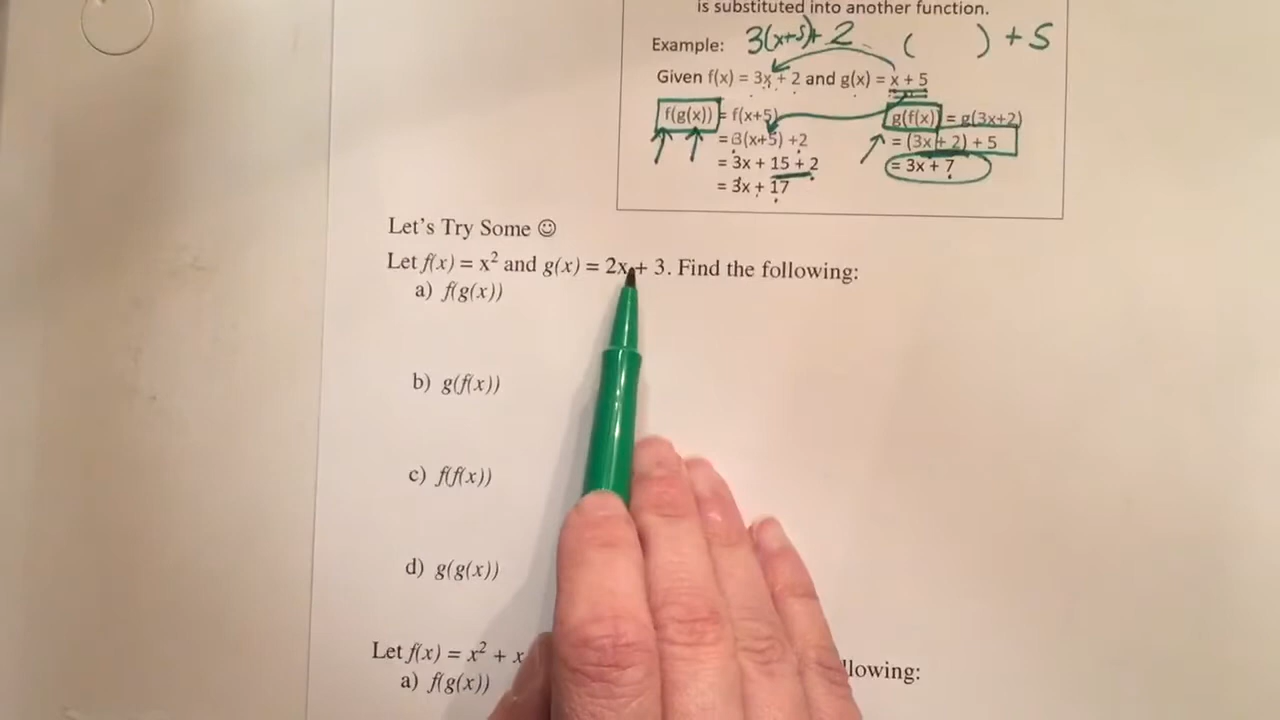 is substituted into another function.
Example: 3(x+5)+2 ( ) + 5
Given f(x) = 3x + 2 and g(x) = x + 5
f(g(x)) = f(x+5) g(f(x)) = g(3x+2)
= 3(x+5) +2 = (3x + 2) + 5
= 3x + 15 + 2 = 3x + 7
= 3x + 17
Let's Try Some ☺
Let f(x) = x² and g(x) = 2x + 3. Find the following:
a) f(g(x))
b) g(f(x))
c) f(f(x))
d) g(g(x))
Let f(x) = x² + x
a) f(g(x))